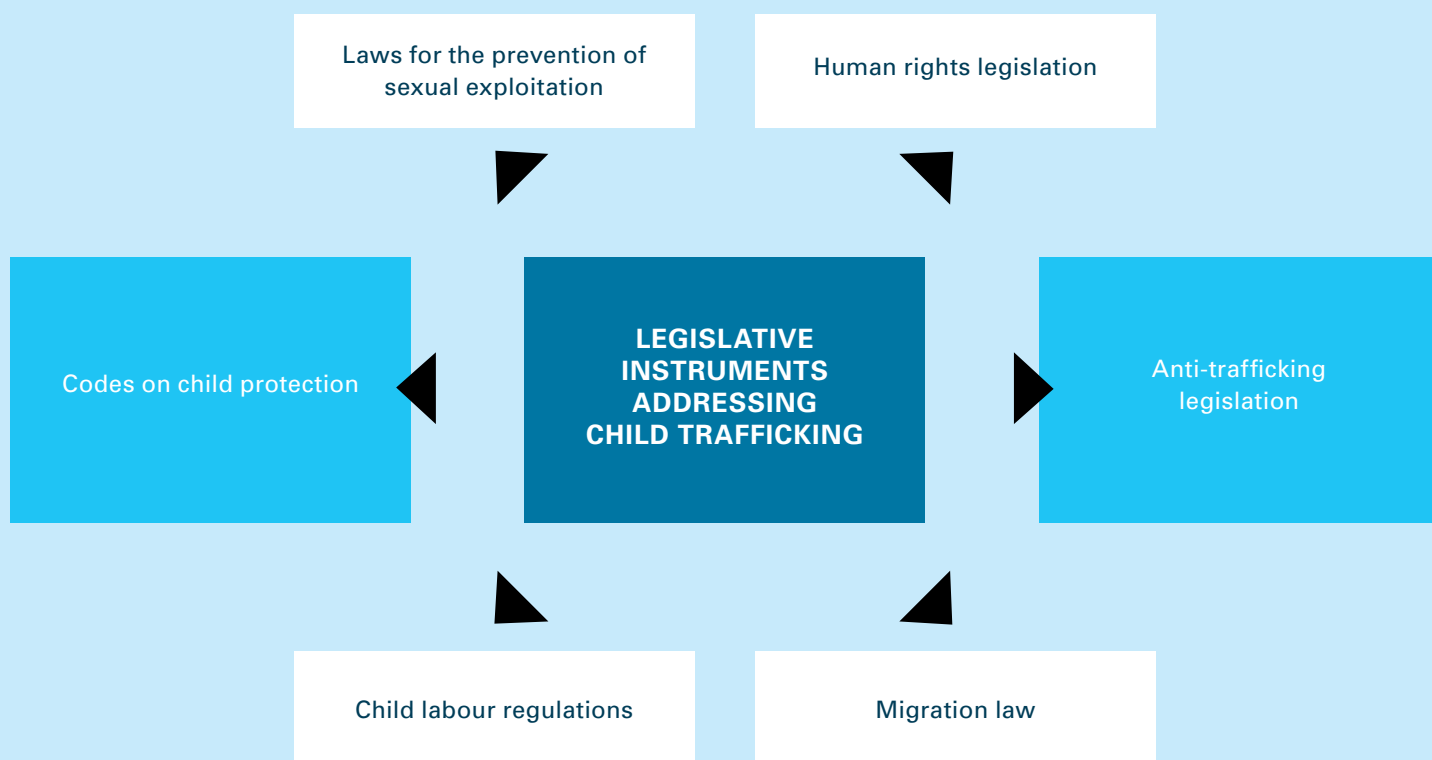 Laws for the prevention of
sexual exploitation
Human rights legislation
Codes on child protection
LEGISLATIVE
INSTRUMENTS
ADDRESSING
CHILD TRAFFICKING
Anti-trafficking
legislation
Child labour regulations
Migration law